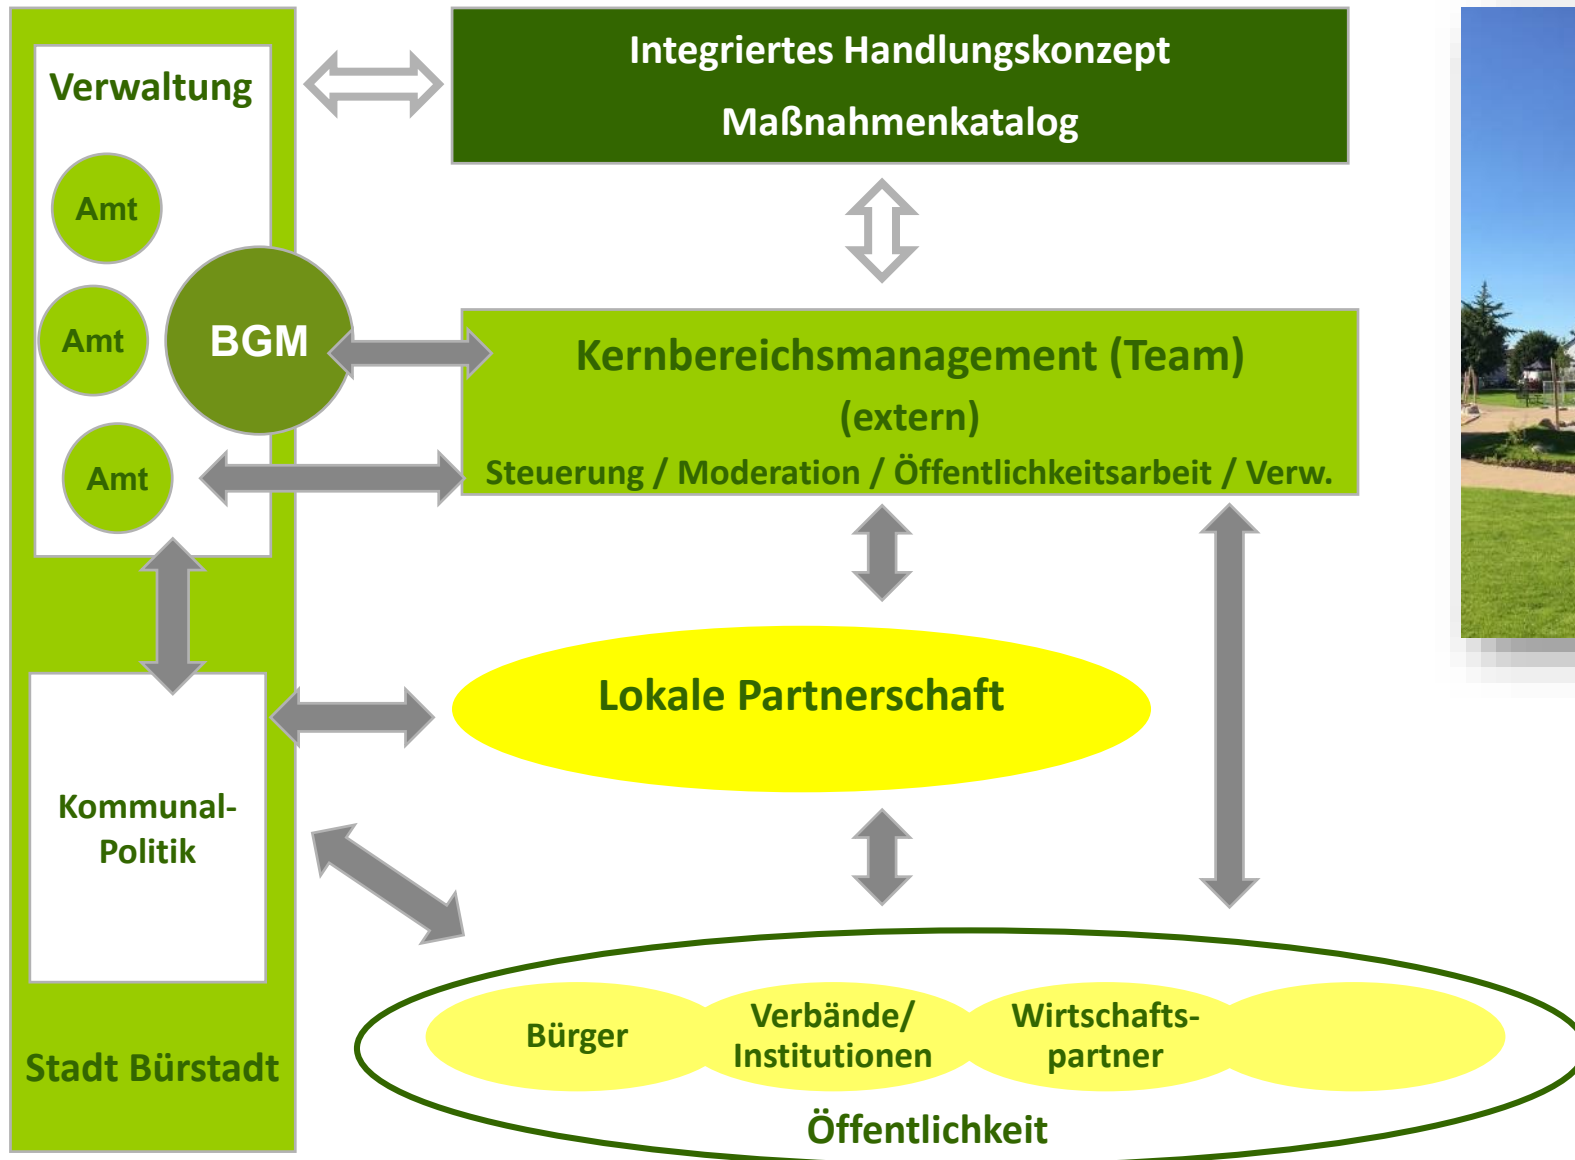 Verwaltung
Amt
Amt
Amt
BGM
Kommunal-
Politik
Stadt Bürstadt
Integriertes Handlungskonzept
Maßnahmenkatalog
Kernbereichsmanagement (Team)
(extern)
Steuerung / Moderation / Öffentlichkeitsarbeit / Verw.
Lokale Partnerschaft
Bürger
Verbände/
Institutionen
Wirtschafts-
partner
Öffentlichkeit